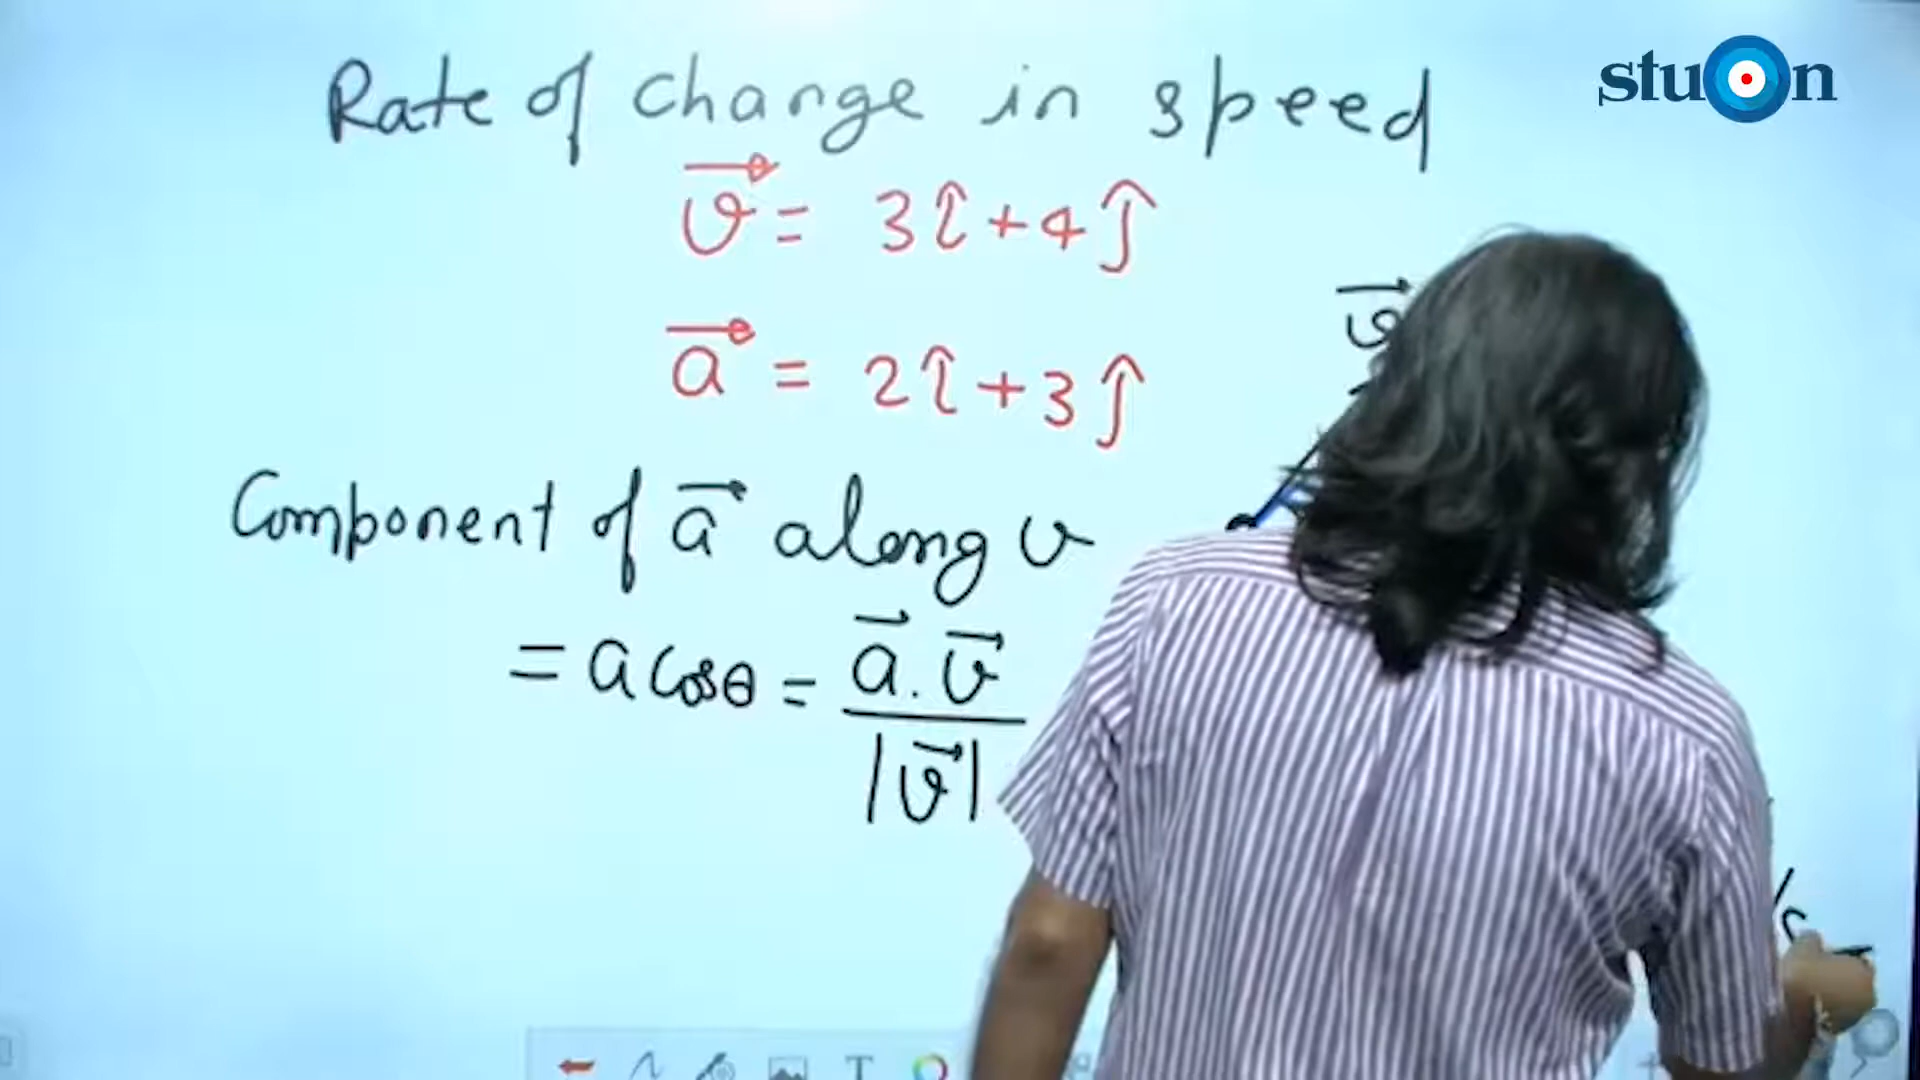 stuon
Rate of change in speed
v⃗ = 3î+4ĵ
a⃗ = 2î+3ĵ
Component of a⃗ along v
= a cosθ = a⃗ . v⃗ / |v⃗|
v⃗
T